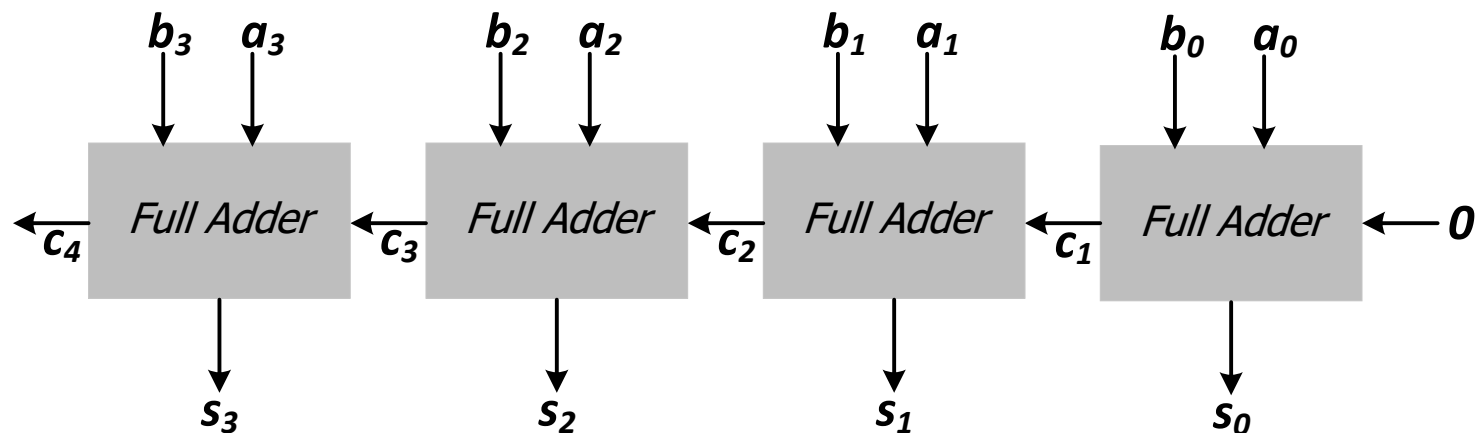 b₃ a₃ b₂ a₂ b₁ a₁ b₀ a₀
Full Adder Full Adder Full Adder Full Adder 0
c₄ c₃ c₂ c₁
s₃ s₂ s₁ s₀